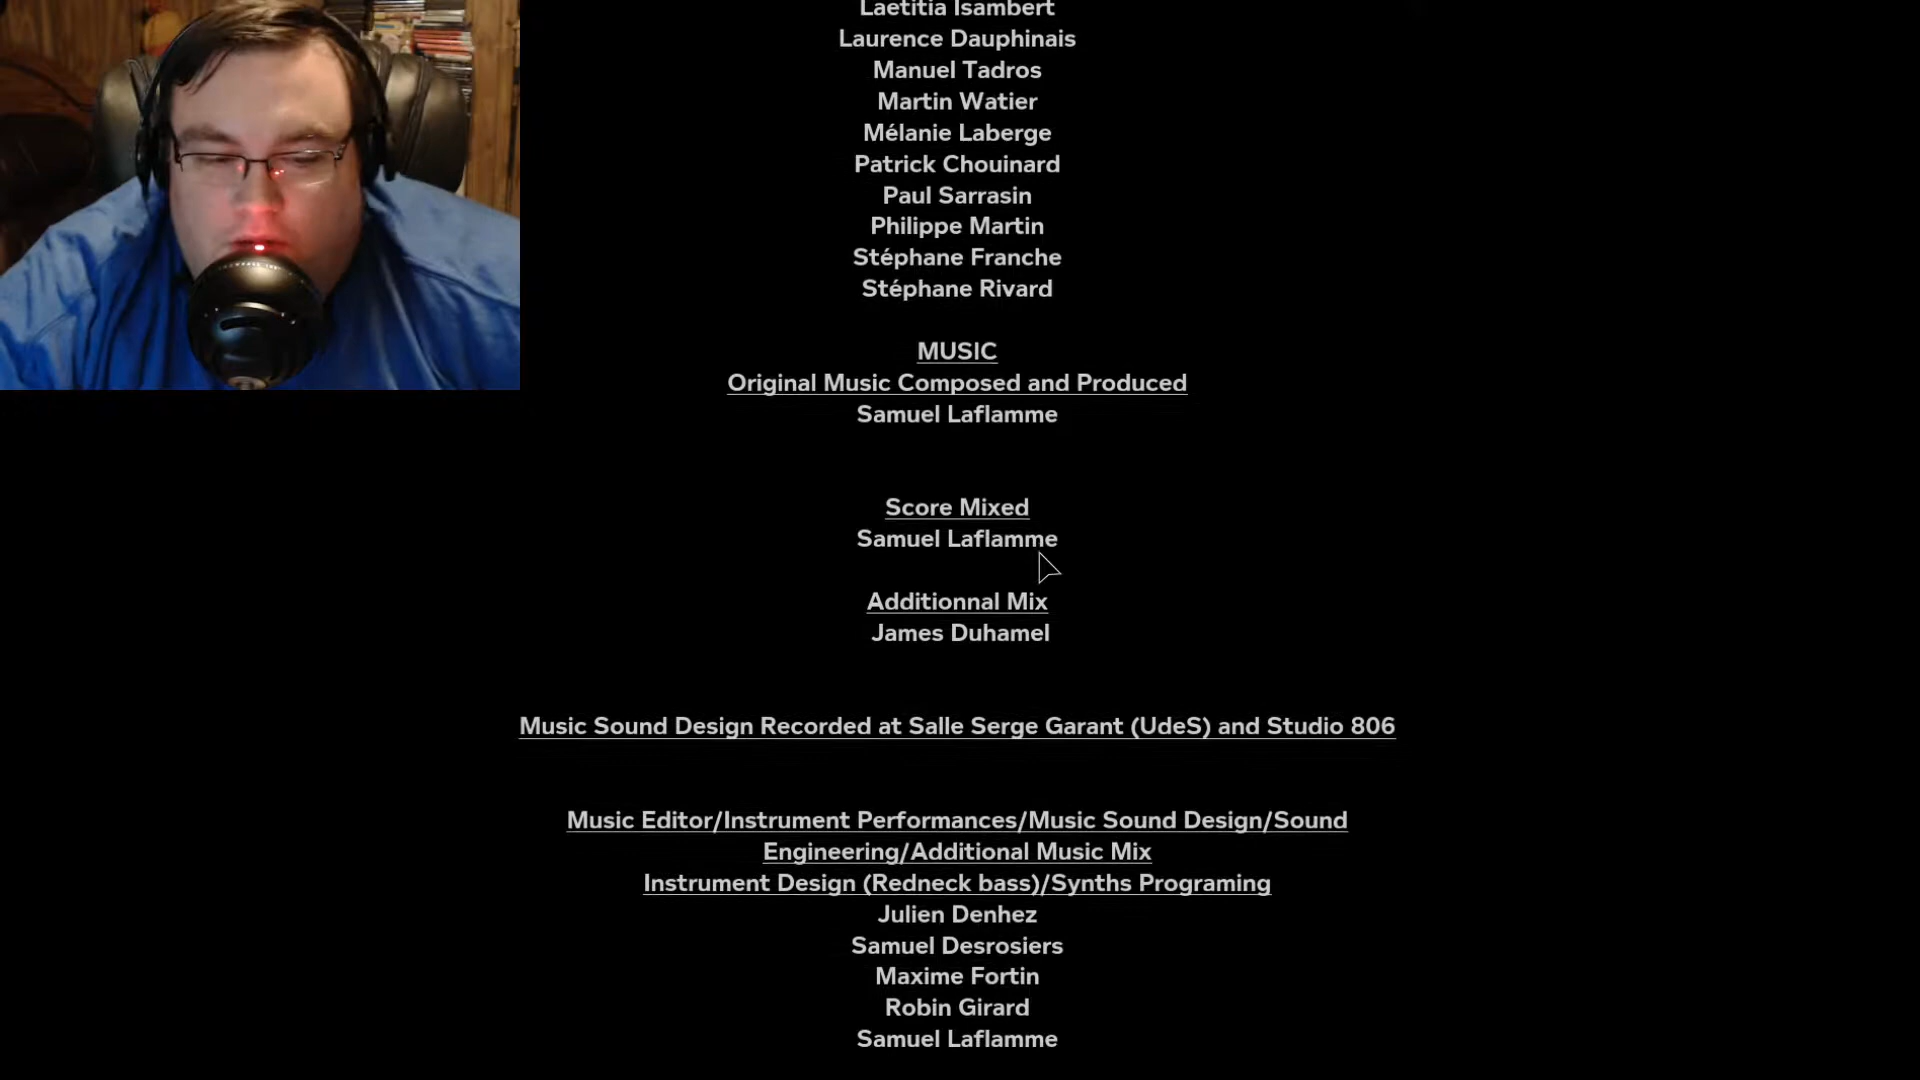 Laetitia Isambert
Laurence Dauphinais
Manuel Tadros
Martin Watier
Mélanie Laberge
Patrick Chouinard
Paul Sarrasin
Philippe Martin
Stéphane Franche
Stéphane Rivard
MUSIC
Original Music Composed and Produced
Samuel Laflamme
Score Mixed
Samuel Laflamme
Additionnal Mix
James Duhamel
Music Sound Design Recorded at Salle Serge Garant (UdeS) and Studio 806
Music Editor/Instrument Performances/Music Sound Design/Sound
Engineering/Additional Music Mix
Instrument Design (Redneck bass)/Synths Programing
Julien Denhez
Samuel Desrosiers
Maxime Fortin
Robin Girard
Samuel Laflamme